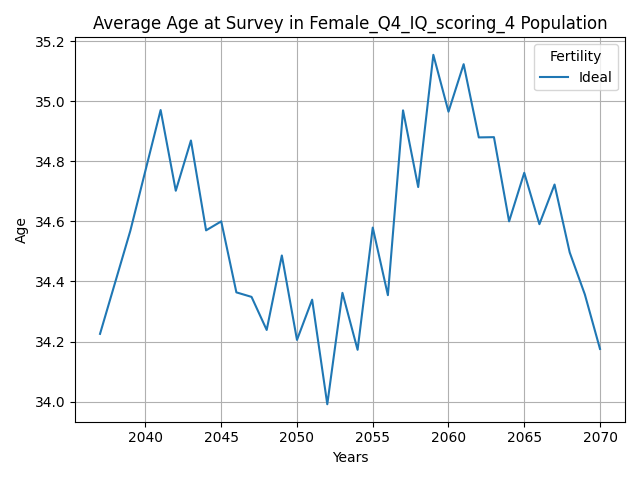 Average Age at Survey in Female_Q4_IQ_scoring_4 Population
35.2
35.0
34.8
34.6
34.4
34.2
34.0
Age
Fertility
Ideal
2040 2045 2050 2055 2060 2065 2070
Years